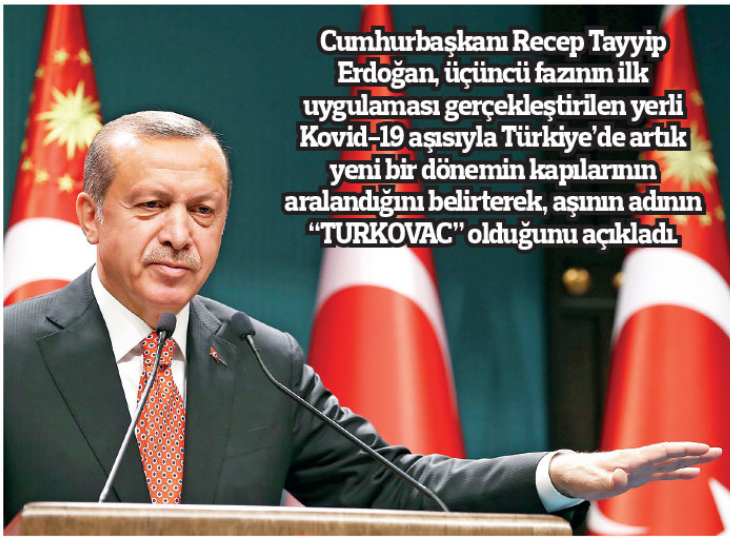 Cumhurbaşkanı Recep Tayyip
Erdoğan, üçüncü fazının ilk
uygulaması gerçekleştirilen yerli
Kovid-19 aşısıyla Türkiye'de artık
yeni bir dönemin kapılarının
aralandığını belirterek, aşının adının
“TURKOVAC” olduğunu açıkladı.